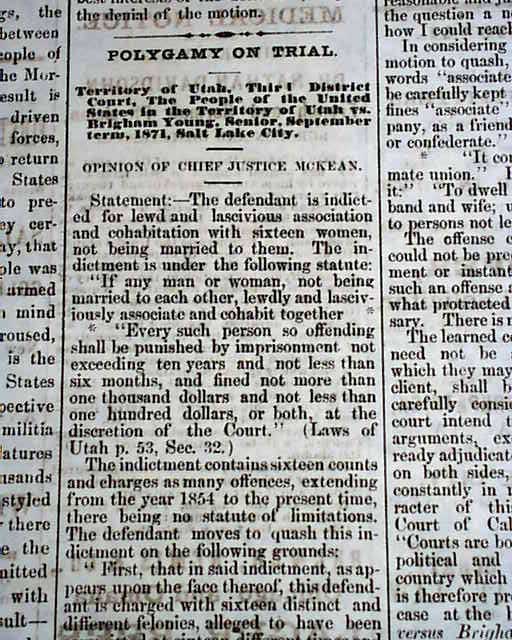 best interests of the
the denial of the motion.
POLYGAMY ON TRIAL.
Territory of Utah, Third District
Court, The People of the United
States in the Territory of Utah vs.
Brigham Young, Senior. September
term, 1871, Salt Lake City.
OPINION OF CHIEF JUSTICE MCKEAN.
Statement:—The defendant is indict-
ed for lewd and lascivious association
and cohabitation with sixteen women,
not being married to them. The in-
dictment is under the following statute:
"If any man or woman, not being
married to each other, lewdly and lasciv-
iously associate and cohabit together *
* "Every such person so offending
shall be punished by imprisonment not
exceeding ten years and not less than
six months, and fined not more than
one thousand dollars and not less than
one hundred dollars, or both, at the
discretion of the Court." (Laws of
Utah p. 53, Sec. 32.)
The indictment contains sixteen counts
and charges as many offences, extending
from the year 1854 to the present time,
there being no statute of limitations.
The defendant moves to quash this in-
dictment on the following grounds:
" First, that in said indictment, as ap-
pears upon the face thereof, this defend-
ant is charged with sixteen distinct and
different felonies, alleged to have been
the
between
people of
the Mor-
esult is
driven
forces,
return
States
to pre-
ey cer-
ay, that
ple was
armed
mind
roused,
is the
States
pective
militia
latures
usands
styled
there
e the
mitted
with
sult—
reasonable and
the question a
how I could reach
In considering
motion to quash,
words "associate
be carefully kept
fines "associate"
pany, as a friend
or confederate."
* "It
mate union."
it:" "To dwell
band and wife;
to persons not
The offense
could not be
ment or instant
such an offense
what protracted
sary. There is
The learned
need not be
which they may
client, shall
carefully
court intend
arguments,
ready adjudicate
on both sides,
constantly in
racter of this
Court of
"Courts are
political and
country which
is therefore
case at the
versus